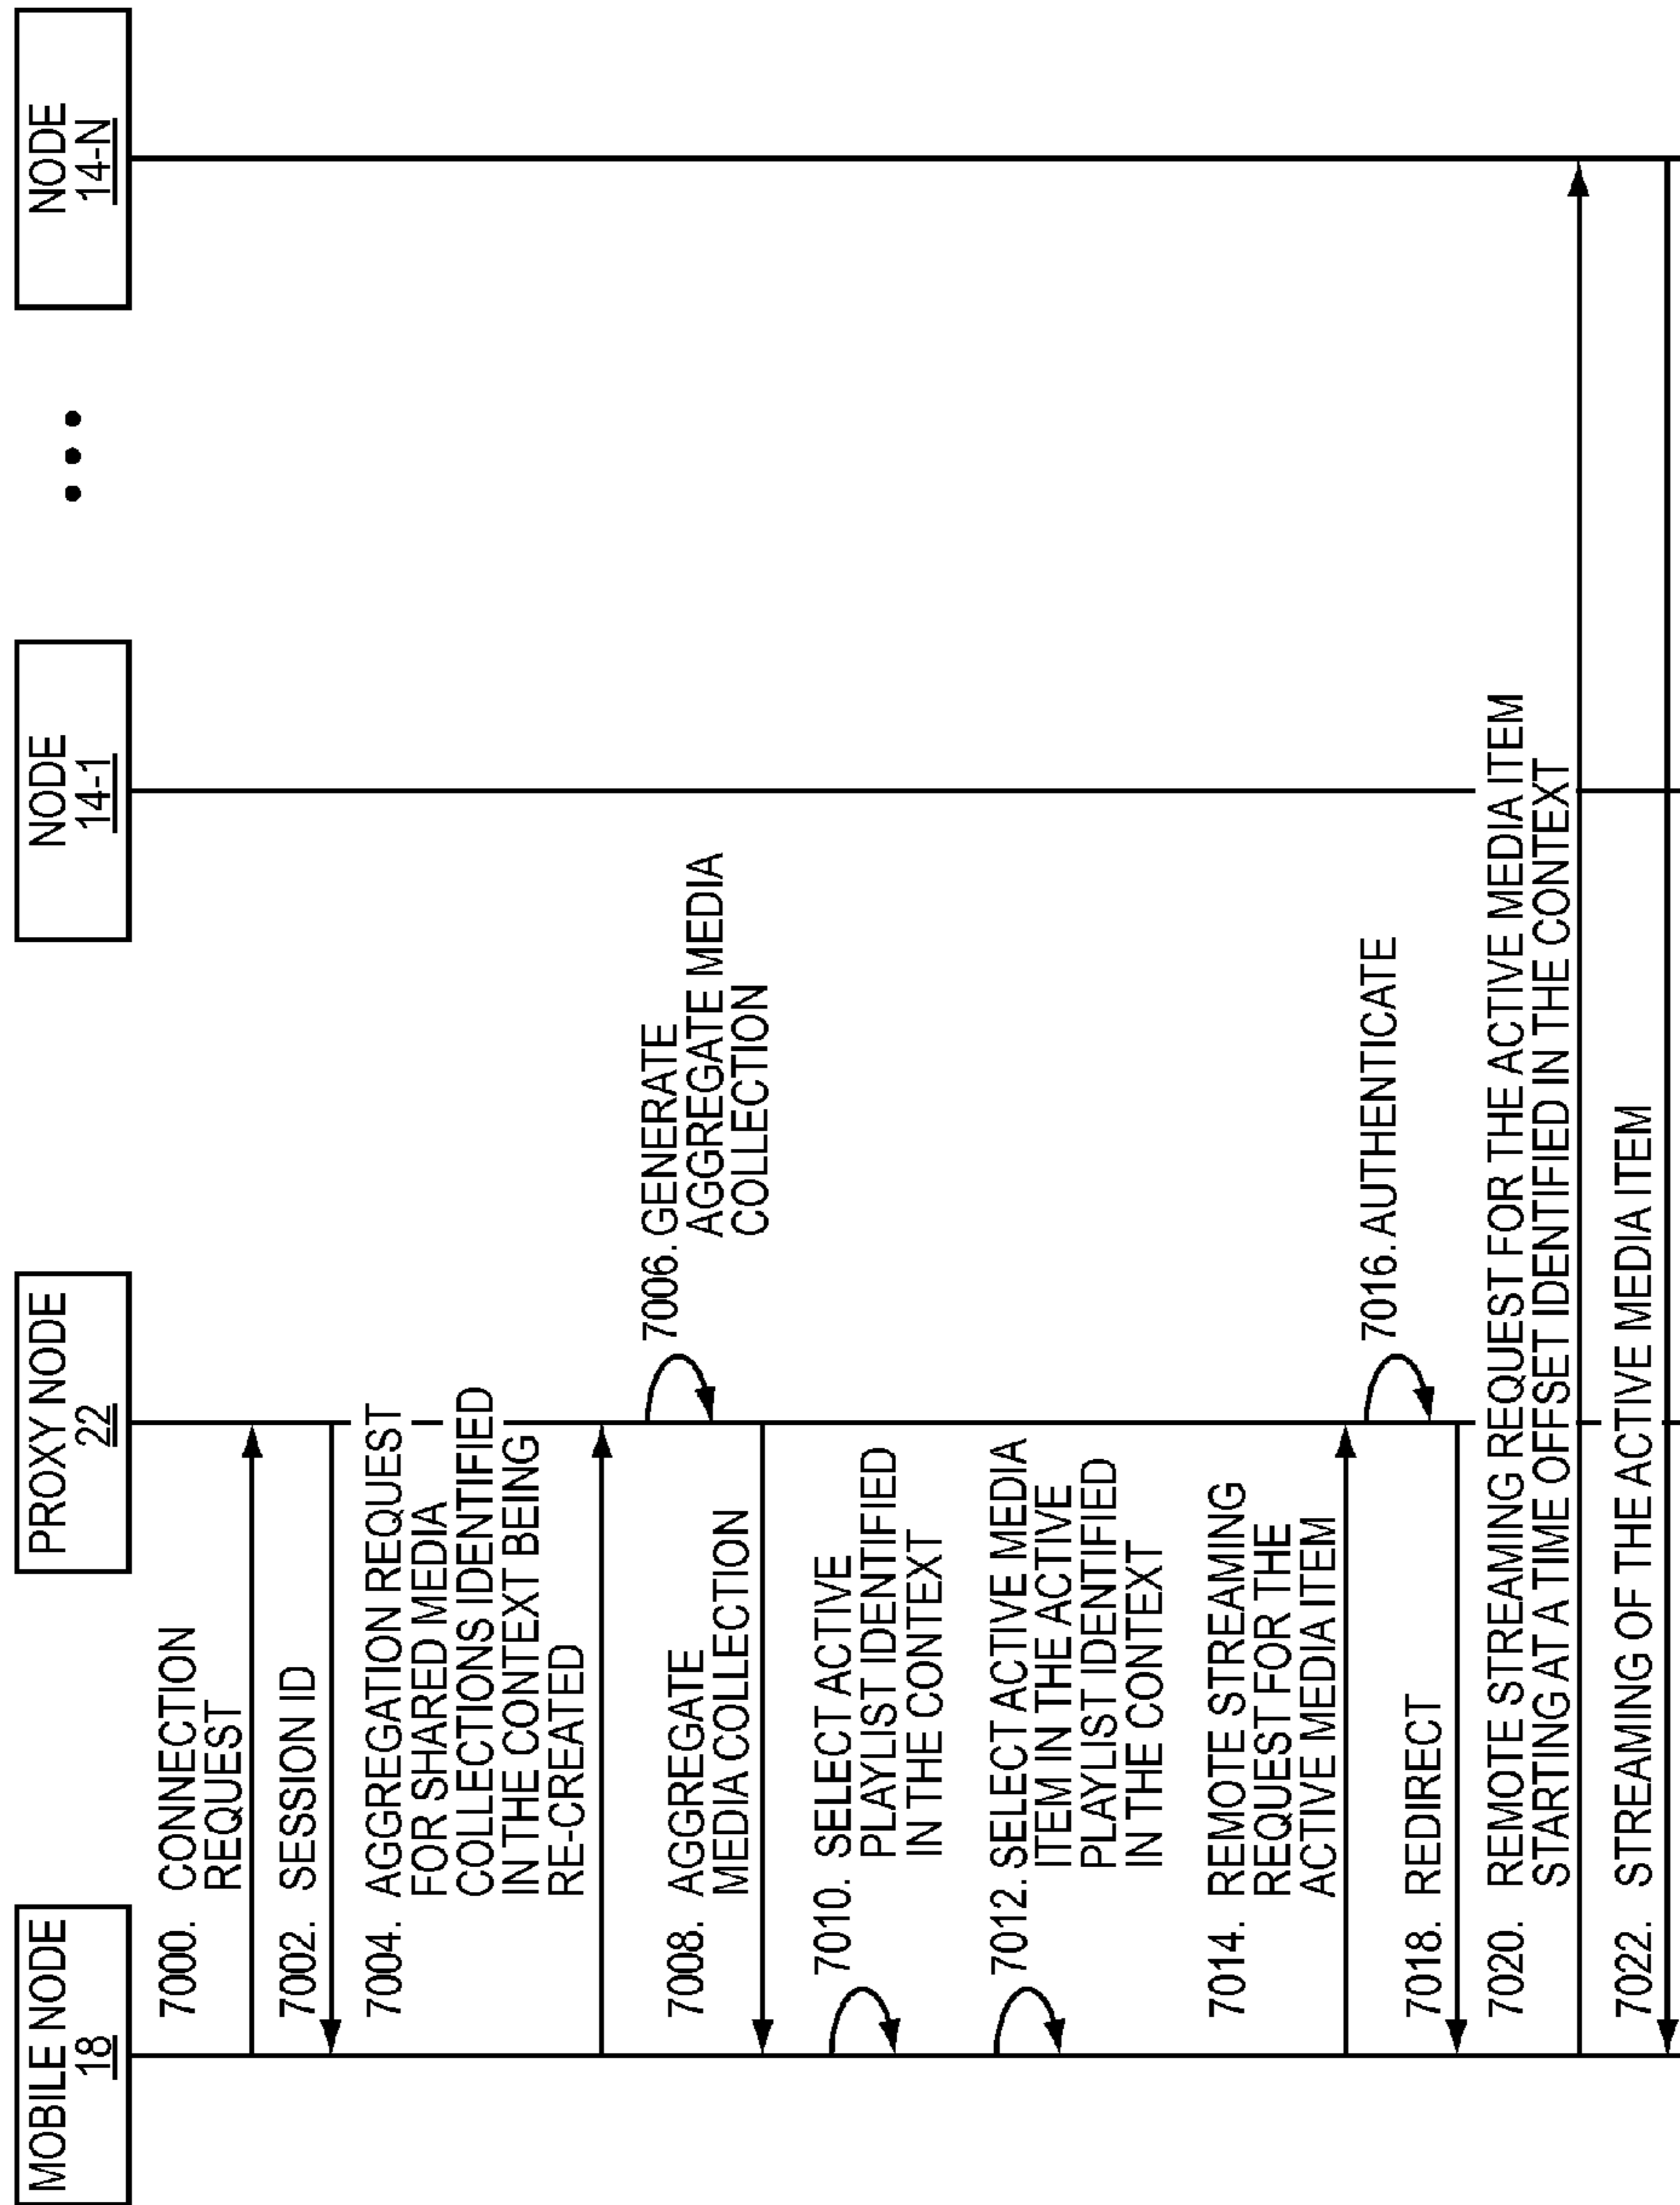 MOBILE NODE
18
PROXY NODE
22
NODE
14-1
NODE
14-N
7000. CONNECTION
REQUEST
7002. SESSION ID
7004. AGGREGATION REQUEST
FOR SHARED MEDIA
COLLECTIONS IDENTIFIED
IN THE CONTEXT BEING
RE-CREATED
7006. GENERATE
AGGREGATE MEDIA
COLLECTION
7008. AGGREGATE
MEDIA COLLECTION
7010. SELECT ACTIVE
PLAYLIST IDENTIFIED
IN THE CONTEXT
7012. SELECT ACTIVE MEDIA
ITEM IN THE ACTIVE
PLAYLIST IDENTIFIED
IN THE CONTEXT
7014. REMOTE STREAMING
REQUEST FOR THE
ACTIVE MEDIA ITEM
7016. AUTHENTICATE
7018. REDIRECT
7020. REMOTE STREAMING REQUEST FOR THE ACTIVE MEDIA ITEM
STARTING AT A TIME OFFSET IDENTIFIED IN THE CONTEXT
7022. STREAMING OF THE ACTIVE MEDIA ITEM